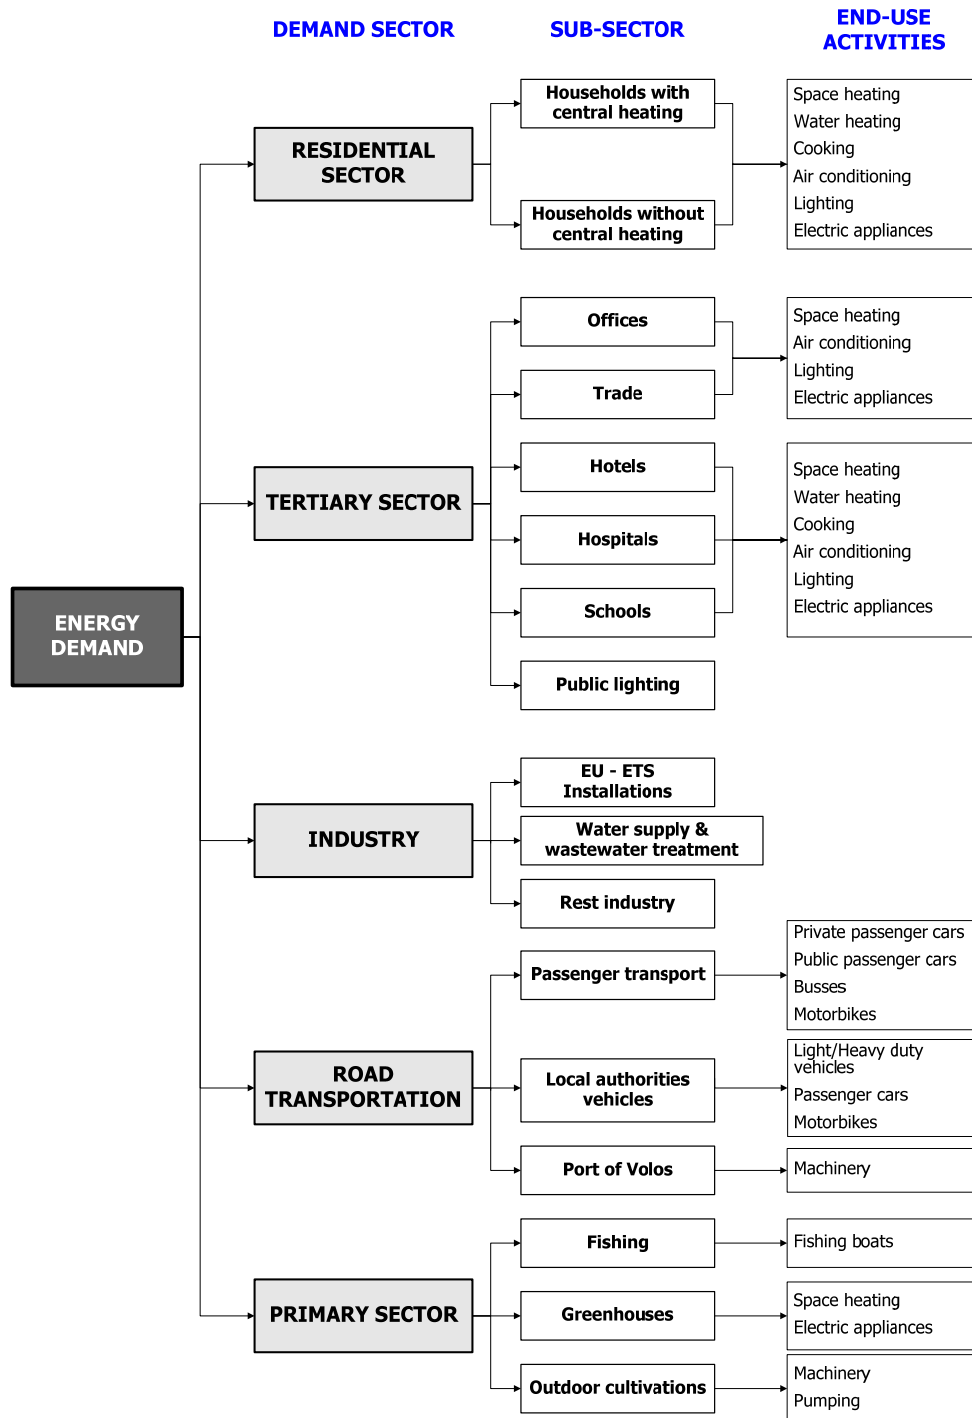 DEMAND SECTOR
SUB-SECTOR
END-USE
ACTIVITIES
ENERGY
DEMAND
RESIDENTIAL
SECTOR
Households with
central heating
Households without
central heating
Space heating
Water heating
Cooking
Air conditioning
Lighting
Electric appliances
TERTIARY SECTOR
Offices
Trade
Space heating
Air conditioning
Lighting
Electric appliances
Hotels
Hospitals
Schools
Space heating
Water heating
Cooking
Air conditioning
Lighting
Electric appliances
Public lighting
INDUSTRY
EU - ETS
Installations
Water supply &
wastewater treatment
Rest industry
ROAD
TRANSPORTATION
Passenger transport
Private passenger cars
Public passenger cars
Busses
Motorbikes
Local authorities
vehicles
Light/Heavy duty
vehicles
Passenger cars
Motorbikes
Port of Volos
Machinery
PRIMARY SECTOR
Fishing
Fishing boats
Greenhouses
Space heating
Electric appliances
Outdoor cultivations
Machinery
Pumping